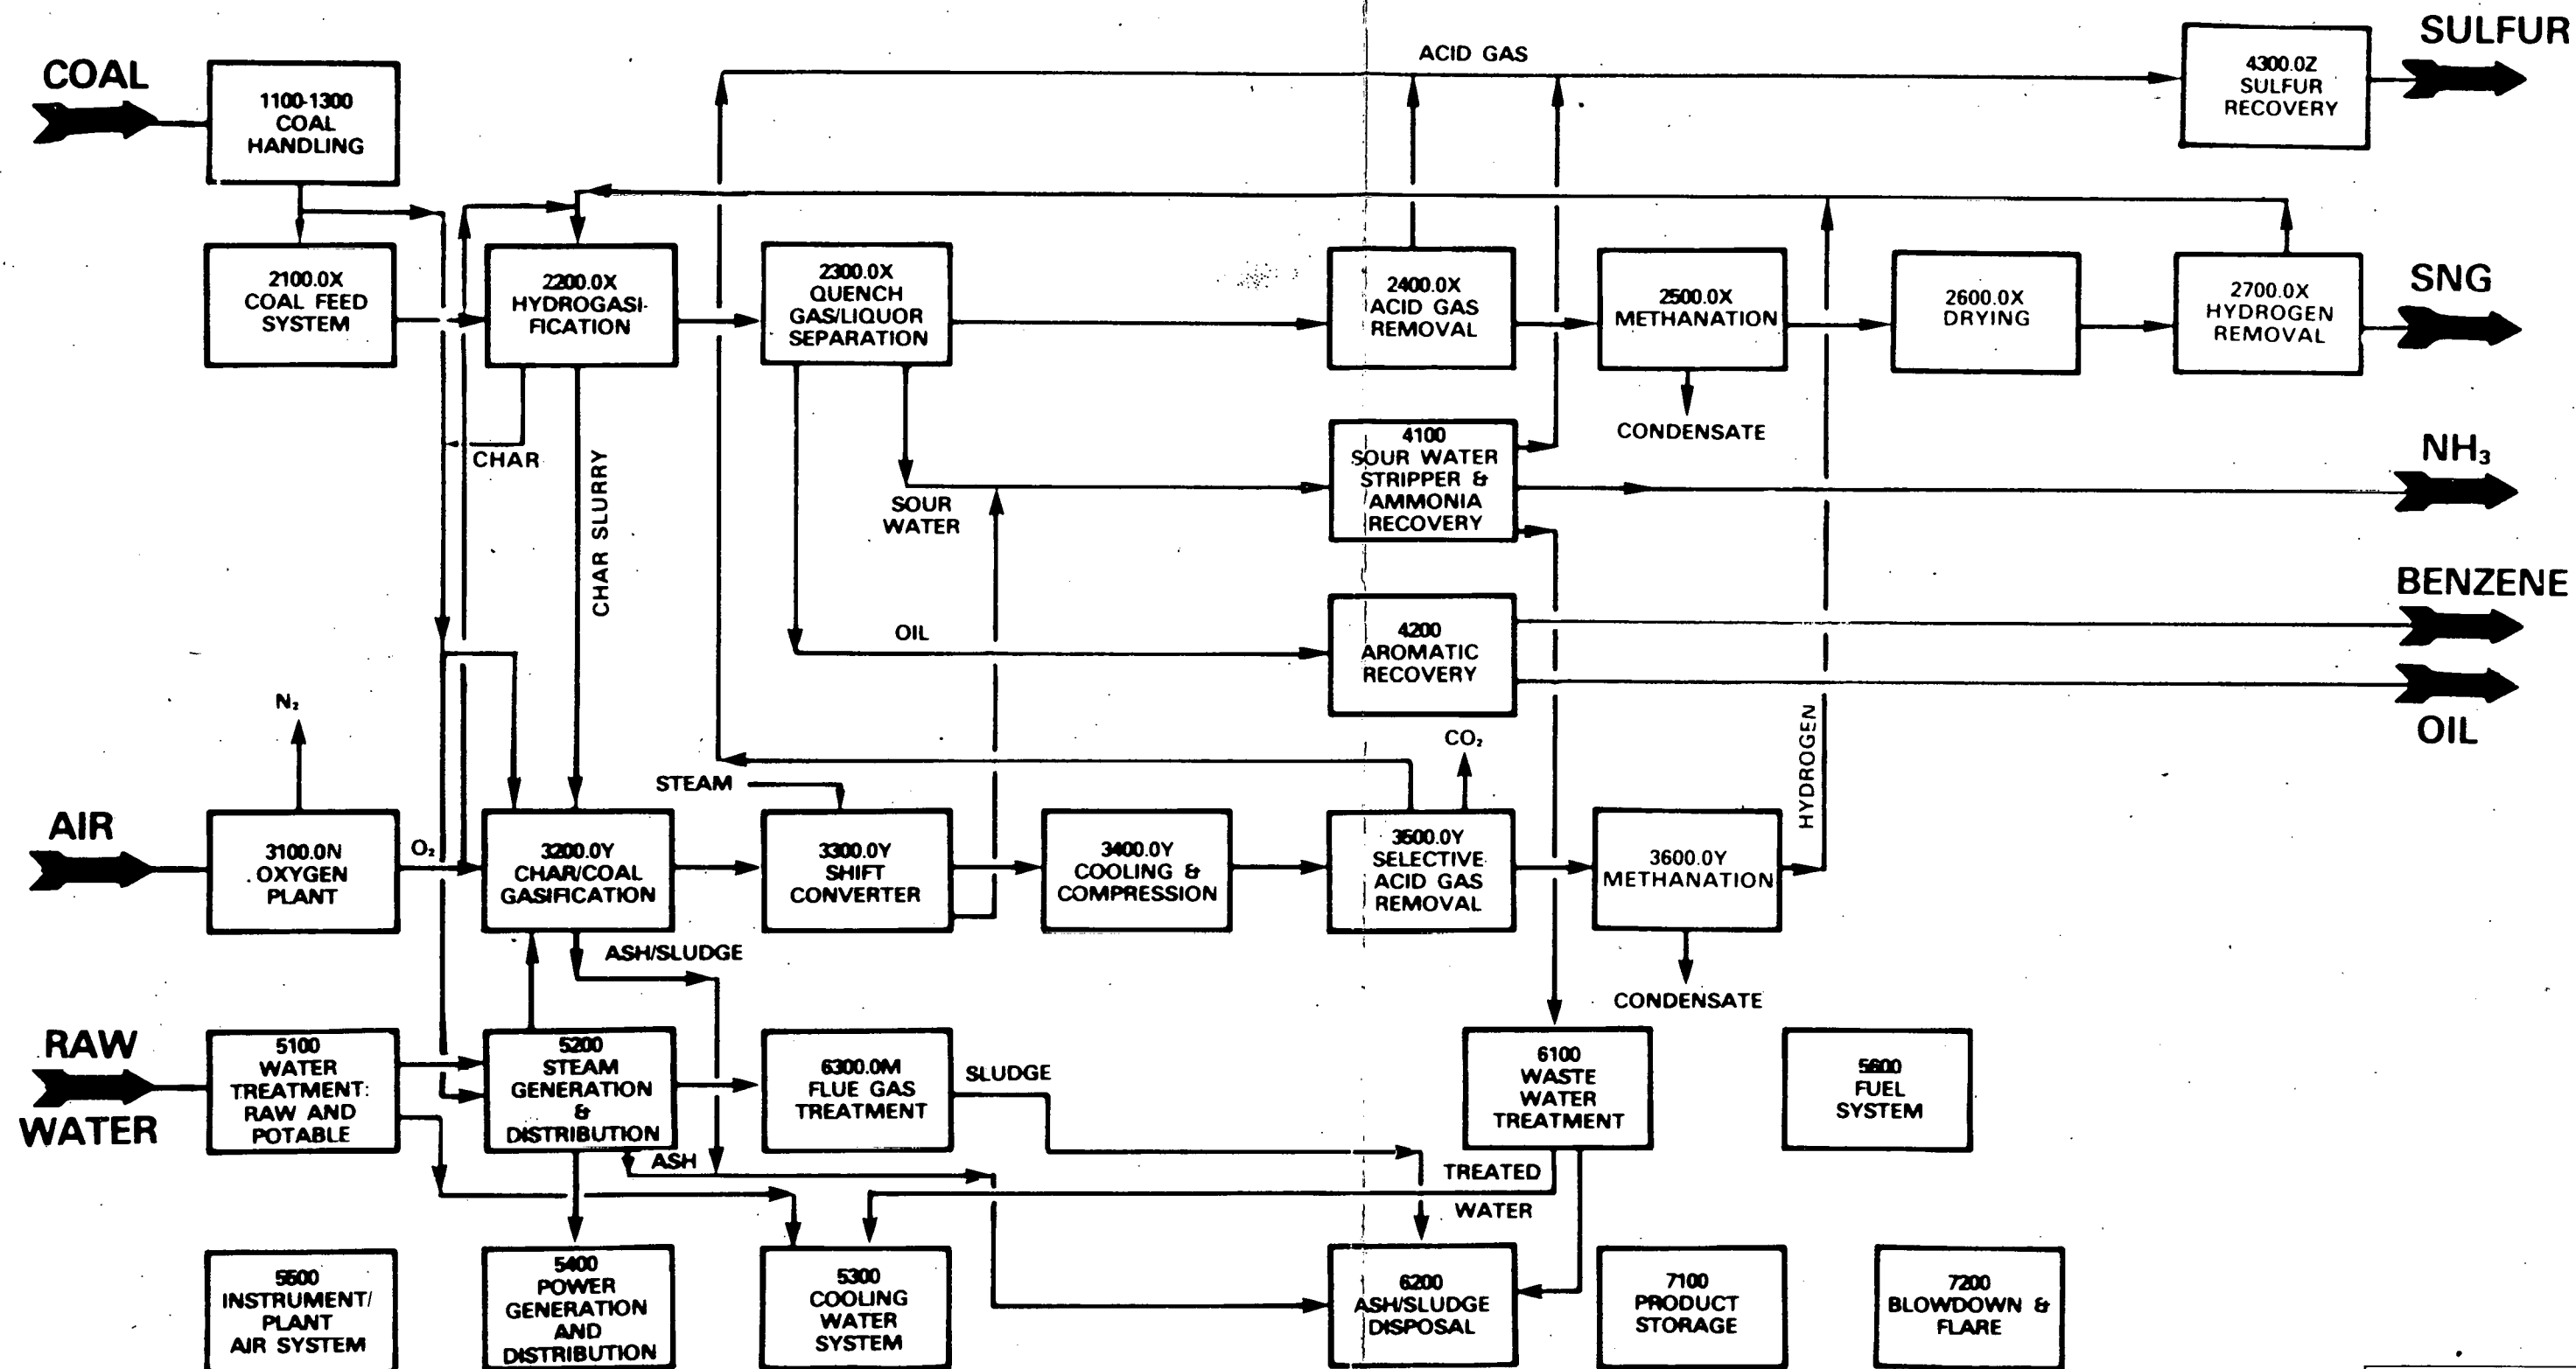 SULFUR
ACID GAS
COAL
1100-1300
COAL
HANDLING
4300.0Z
SULFUR
RECOVERY
2100.0X
COAL FEED
SYSTEM
2200.0X
HYDROGASI-
FICATION
2300.0X
QUENCH
GAS/LIQUOR
SEPARATION
2400.0X
ACID GAS
REMOVAL
2500.0X
METHANATION
2600.0X
DRYING
2700.0X
HYDROGEN
REMOVAL
SNG
CONDENSATE
CHAR
CHAR SLURRY
SOUR
WATER
4100
SOUR WATER
STRIPPER &
AMMONIA
RECOVERY
NH₃
BENZENE
OIL
4200
AROMATIC
RECOVERY
OIL
N₂
CO₂
HYDROGEN
STEAM
AIR
3100.0N
OXYGEN
PLANT
O₂
3200.0Y
CHAR/COAL
GASIFICATION
3300.0Y
SHIFT
CONVERTER
3400.0Y
COOLING &
COMPRESSION
3500.0Y
SELECTIVE
ACID GAS
REMOVAL
3600.0Y
METHANATION
ASH/SLUDGE
CONDENSATE
RAW
WATER
5100
WATER
TREATMENT:
RAW AND
POTABLE
5200
STEAM
GENERATION
&
DISTRIBUTION
6300.0M
FLUE GAS
TREATMENT
SLUDGE
6100
WASTE
WATER
TREATMENT
5600
FUEL
SYSTEM
ASH
TREATED
WATER
5500
INSTRUMENT/
PLANT
AIR SYSTEM
5400
POWER
GENERATION
AND
DISTRIBUTION
5300
COOLING
WATER
SYSTEM
6200
ASH/SLUDGE
DISPOSAL
7100
PRODUCT
STORAGE
7200
BLOWDOWN &
FLARE